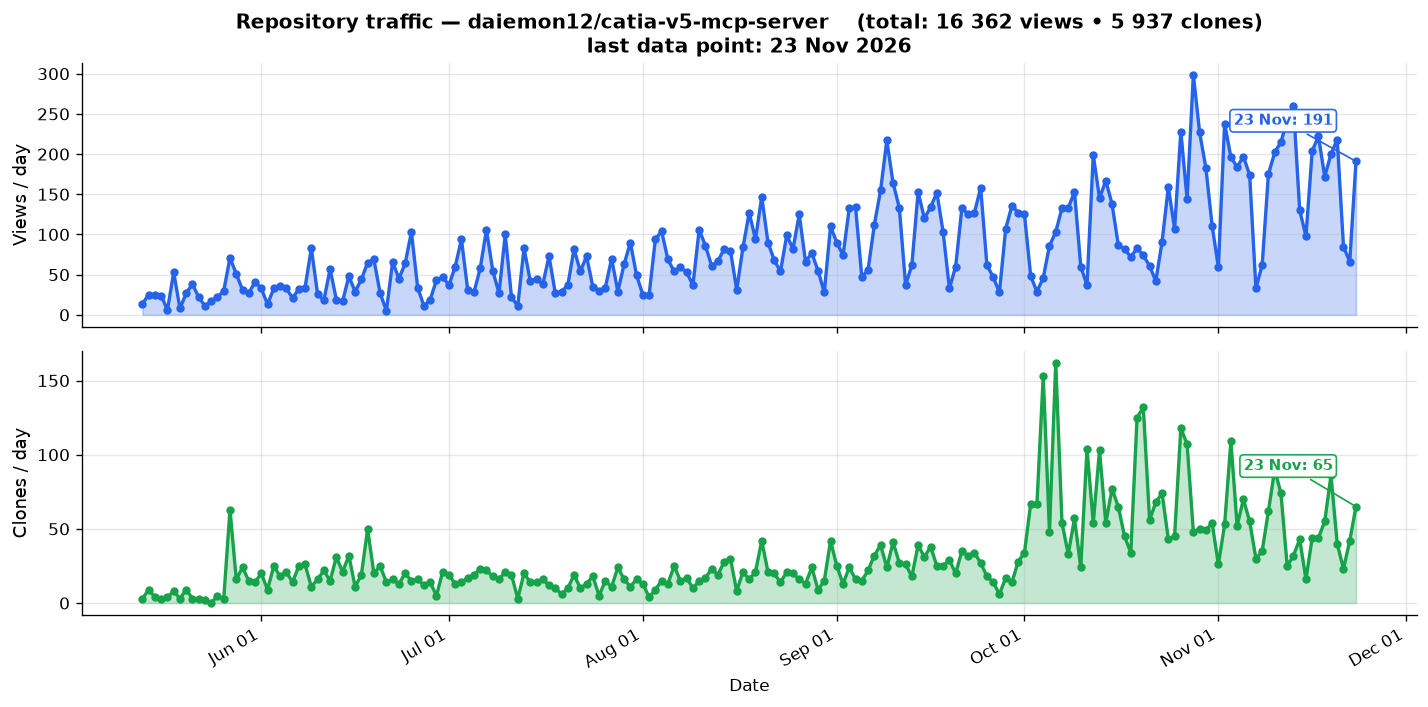 Repository traffic — daiemon12/catia-v5-mcp-server    (total: 16 362 views • 5 937 clones)
last data point: 23 Nov 2026
Views / day
300
250
200
150
100
50
0
23 Nov: 191
Clones / day
150
100
50
0
23 Nov: 65
Jun 01
Jul 01
Aug 01
Sep 01
Oct 01
Nov 01
Dec 01
Date